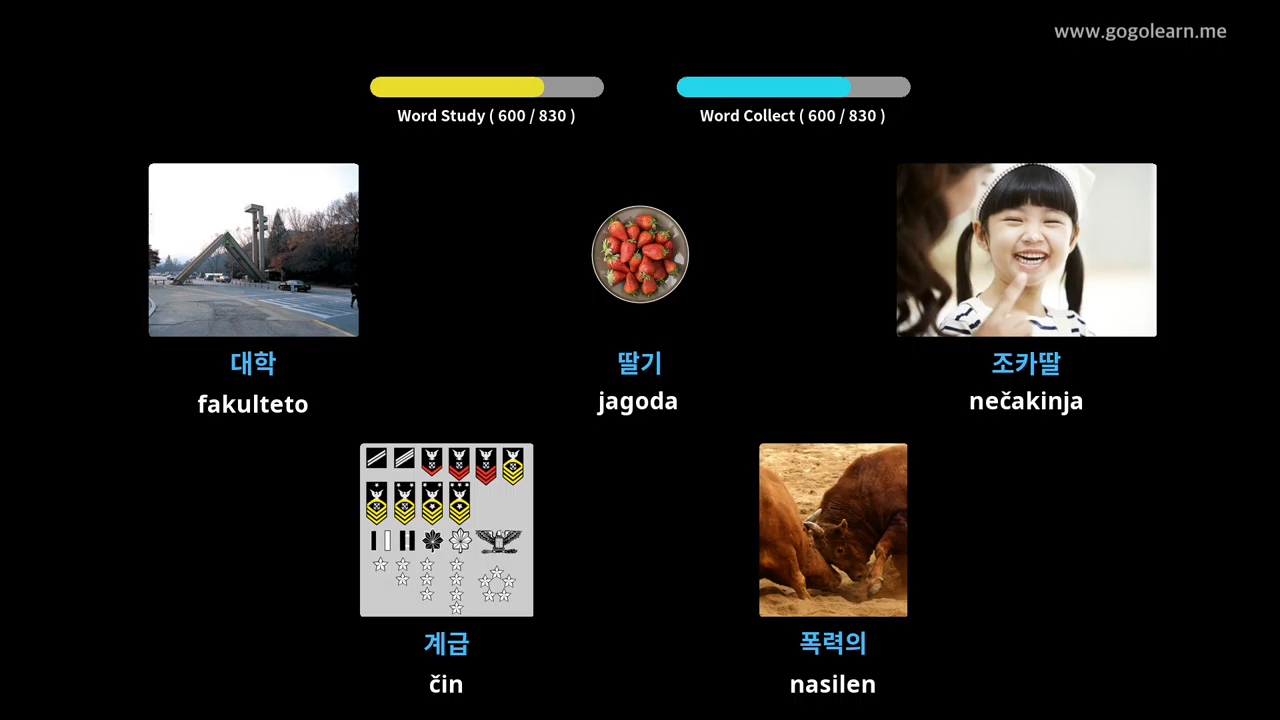 www.gogolearn.me
Word Study ( 600 / 830 )
Word Collect ( 600 / 830 )
대학
fakulteto
딸기
jagoda
조카딸
nečakinja
계급
čin
폭력의
nasilen